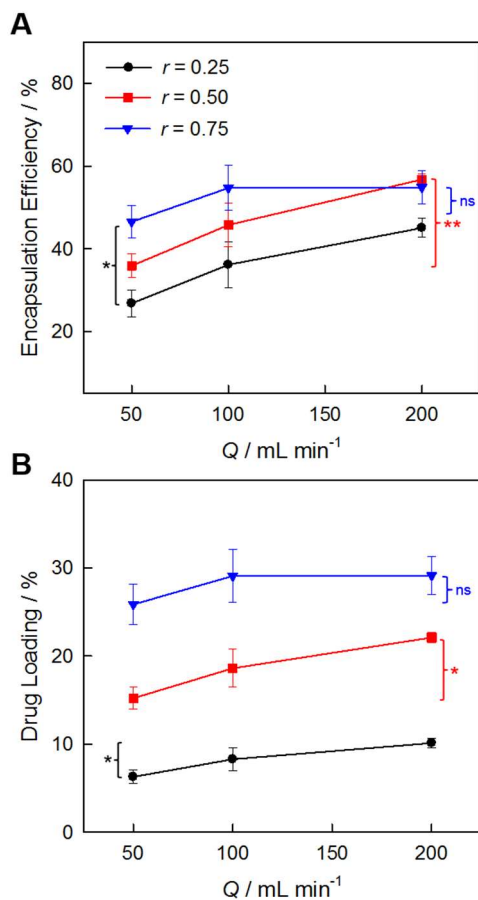 A
Encapsulation Efficiency / %
80
60
40
20
r = 0.25
r = 0.50
r = 0.75
ns
**
*
50
100
150
200
Q / mL min⁻¹
B
Drug Loading / %
40
30
20
10
0
ns
*
*
50
100
150
200
Q / mL min⁻¹